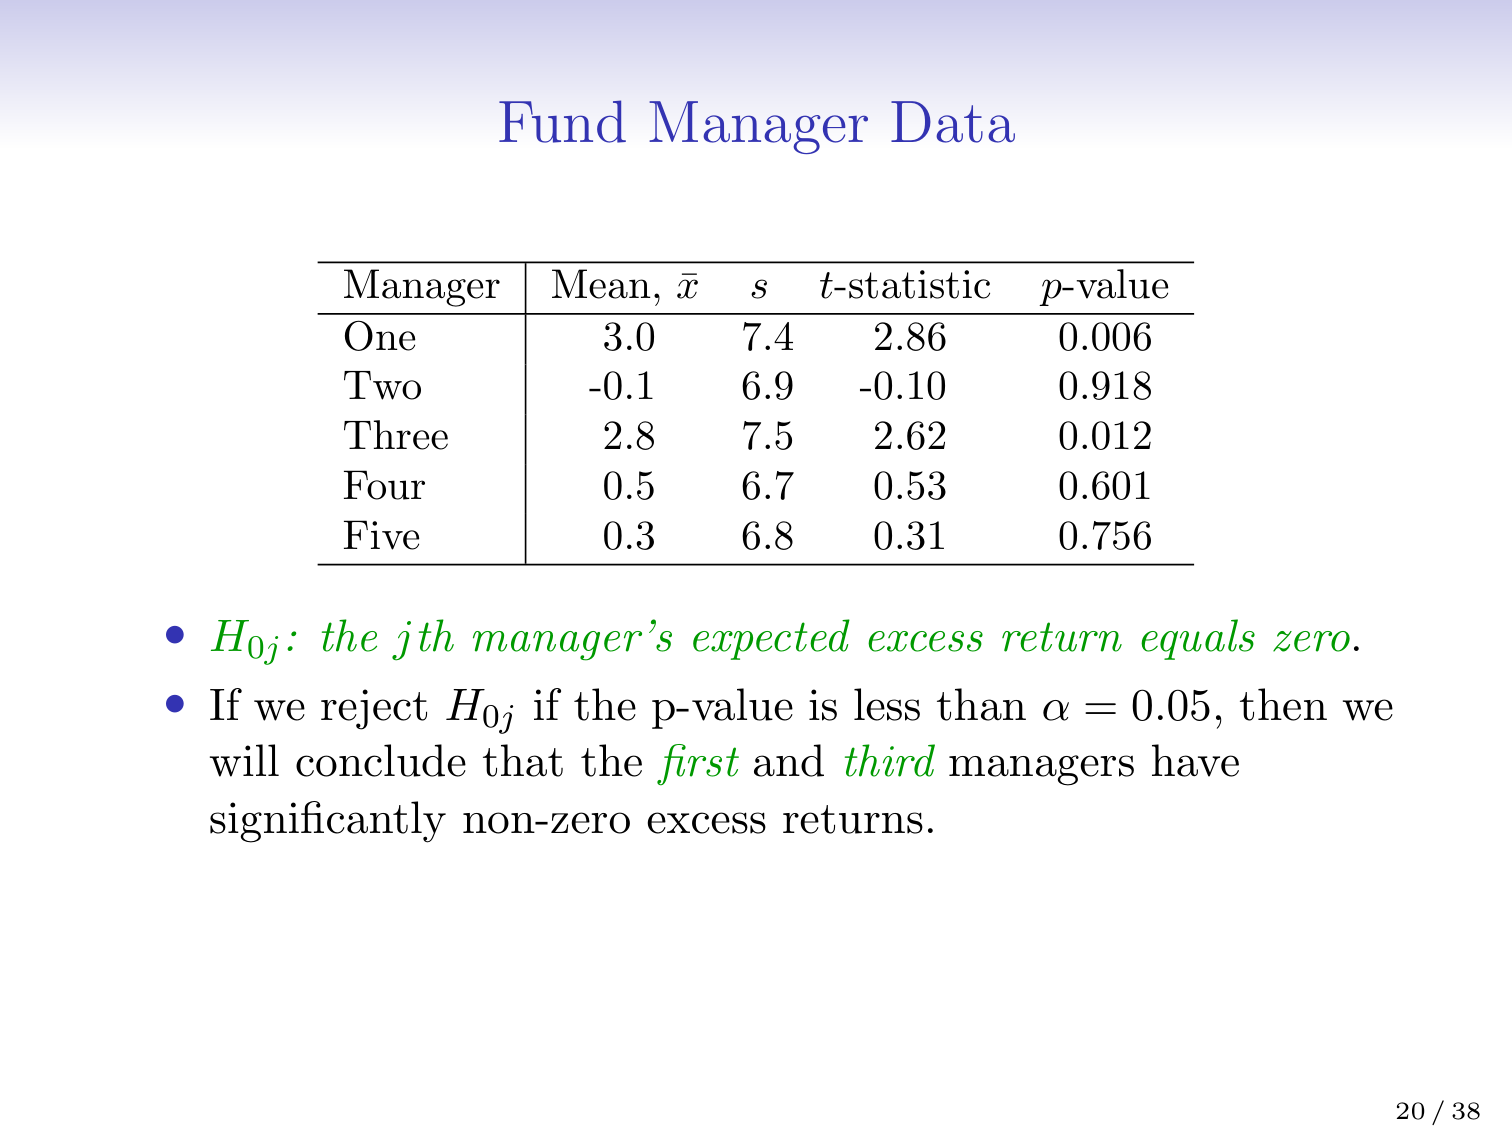 Fund Manager Data
Manager Mean, x̄ s t-statistic p-value
One 3.0 7.4 2.86 0.006
Two -0.1 6.9 -0.10 0.918
Three 2.8 7.5 2.62 0.012
Four 0.5 6.7 0.53 0.601
Five 0.3 6.8 0.31 0.756
• H₀ⱼ: the jth manager's expected excess return equals zero.
• If we reject H₀ⱼ if the p-value is less than α = 0.05, then we
will conclude that the first and third managers have
significantly non-zero excess returns.
20 / 38